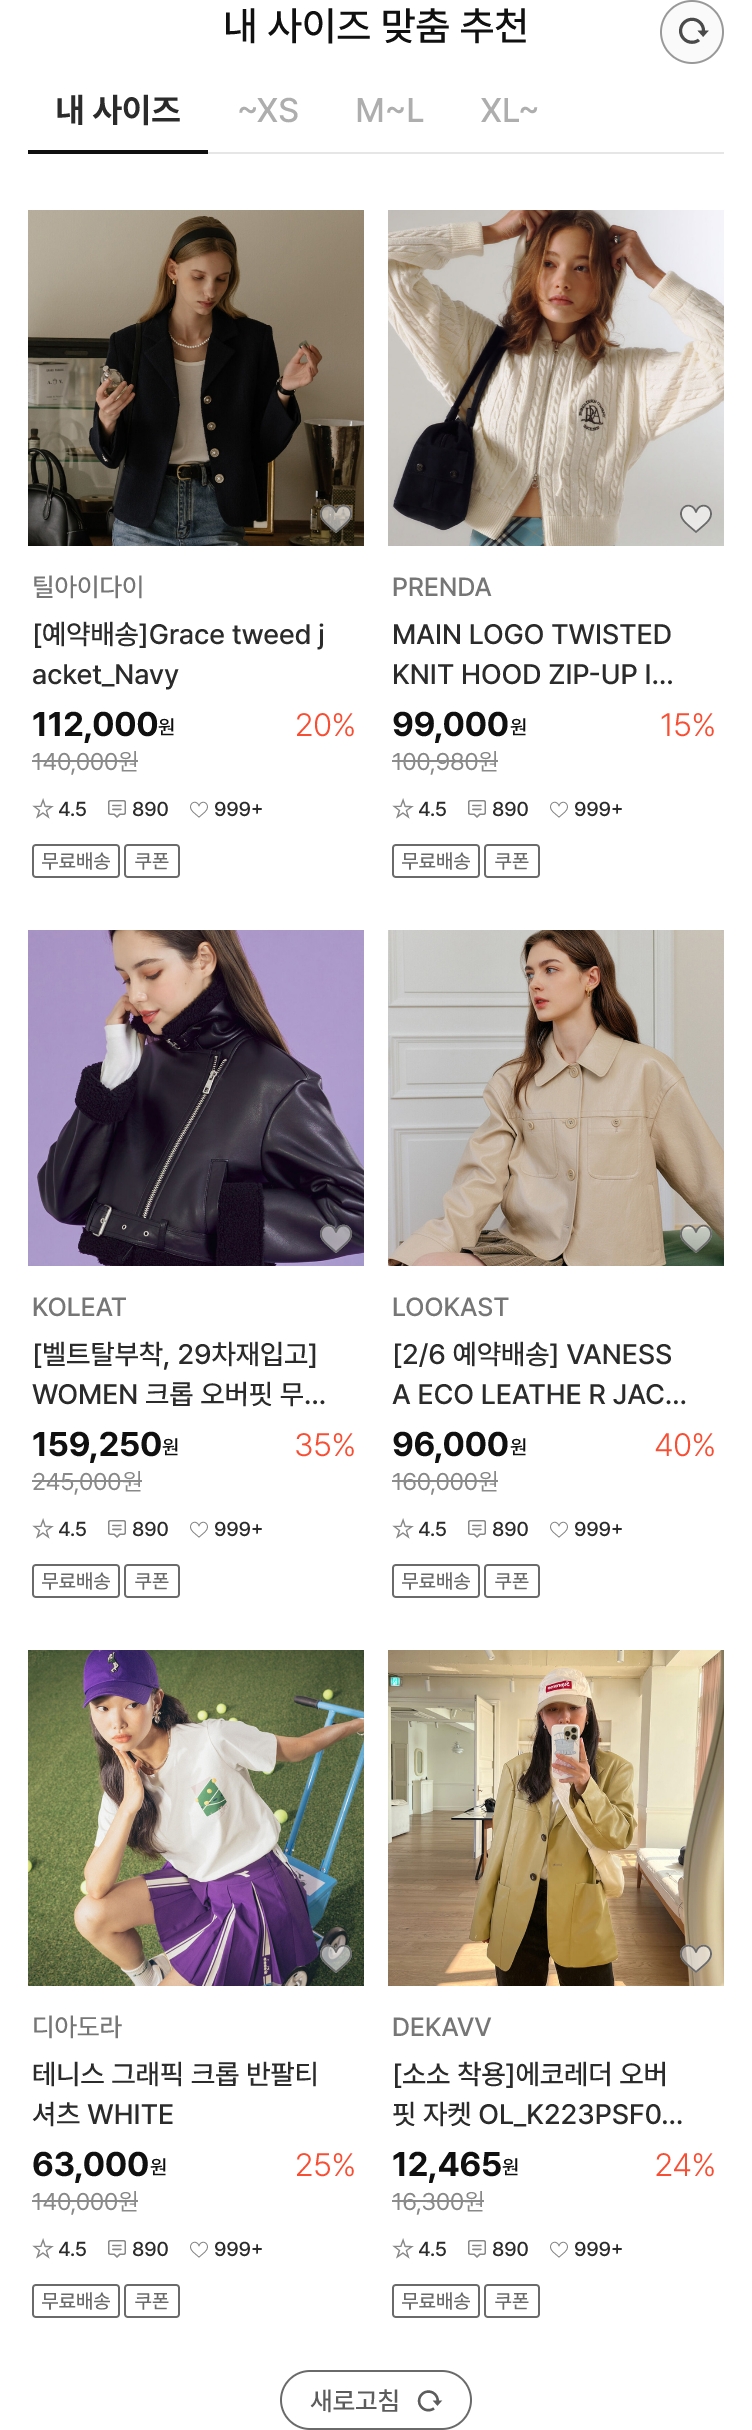 내 사이즈 맞춤 추천
내 사이즈 ~XS M~L XL~
틸아이다이
[예약배송]Grace tweed j
acket_Navy
112,000원 20%
140,000원
4.5 890 999+
무료배송 쿠폰
PRENDA
MAIN LOGO TWISTED
KNIT HOOD ZIP-UP I...
99,000원 15%
100,980원
4.5 890 999+
무료배송 쿠폰
KOLEAT
[벨트탈부착, 29차재입고]
WOMEN 크롭 오버핏 무...
159,250원 35%
245,000원
4.5 890 999+
무료배송 쿠폰
LOOKAST
[2/6 예약배송] VANESS
A ECO LEATHE R JAC...
96,000원 40%
160,000원
4.5 890 999+
무료배송 쿠폰
디아도라
테니스 그래픽 크롭 반팔티
셔츠 WHITE
63,000원 25%
140,000원
4.5 890 999+
무료배송 쿠폰
DEKAVV
[소소 착용]에코레더 오버
핏 자켓 OL_K223PSF0...
12,465원 24%
16,300원
4.5 890 999+
무료배송 쿠폰
새로고침